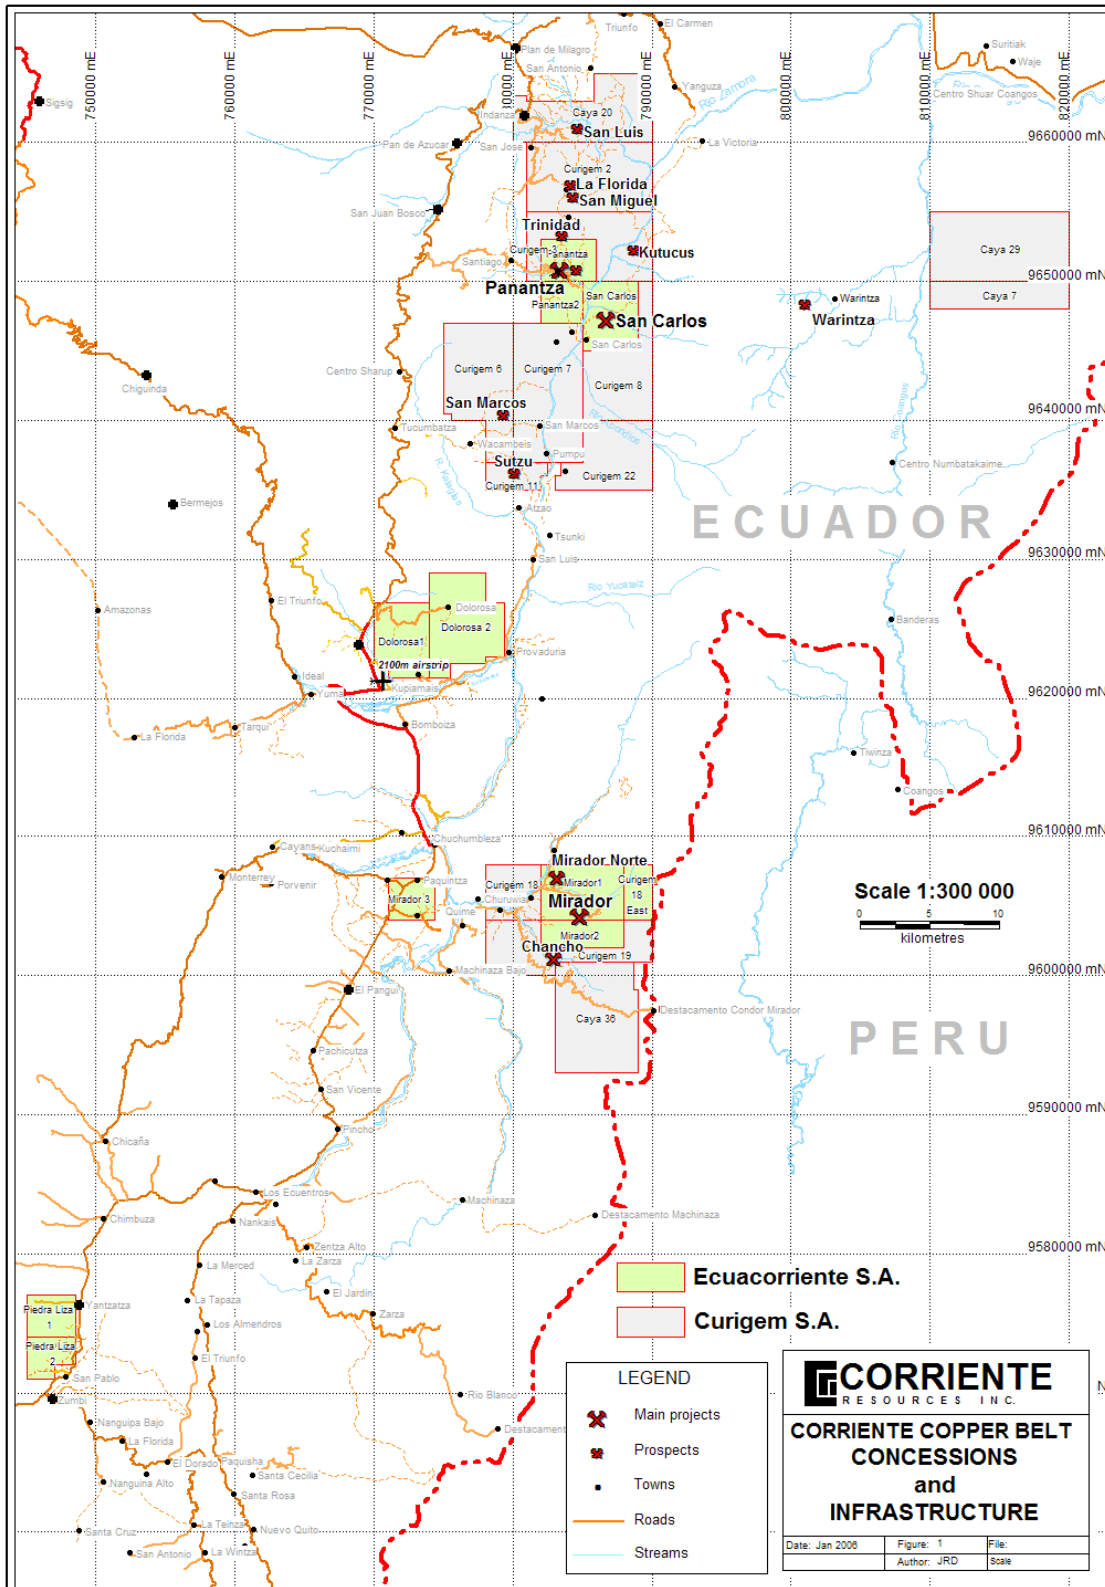 Triunfo
El Carmen
Plan de Milagro
Suritiak
San Antonio
Waje
750000 mE
760000 mE
770000 mE
790000 mE
800000 mE
810000 mE
820000 mE
Yanguza
Rio Zamora
Centro Shuar Coangos
Sigsig
Indanza
Caya 20
San Luis
Pan de Azucar
San Jose
La Victoria
9660000 mN
Curigem 2
La Florida
San Miguel
San Juan Bosco
Trinidad
Curigem 3
Kutucus
Caya 29
Santiago
Panantza
9650000 mN
Panantza
San Carlos
Caya 7
Panantza2
Warintza
Warintza
San Carlos
San Carlos
Centro Sharup
Curigem 6
Curigem 7
Curigem 8
Chiguinda
San Marcos
9640000 mN
Tucumbatza
San Marcos
Rio Coangos
Wacambeis
Pumpu
Sutzu
Centro Numbatakaime
Curigem 22
Curigem 11
Bermejos
Atzao
ECUADOR
Tsunki
9630000 mN
San Luis
Rio Yucateiz
El Triunfo
Amazonas
Dolorosa
Banderas
Dolorosa1
Dolorosa 2
Provaduria
2100m airstrip
Ideal
Kupiamais
Yuma
9620000 mN
Bomboiza
Tarqui
La Florida
Tiwinza
Coangos
9610000 mN
Chuchumbleza
Cayans
Kuchaimi
Mirador Norte
Monterrey
Porvenir
Paquintza
Curigem 18
Mirador1
Curigem 18 East
Scale 1:300 000
0 5 10
kilometres
Mirador 3
Churuwia
Mirador
Quime
Mirador2
Chancho
Curigem 19
Machinaza Bajo
9600000 mN
El Pangui
Caya 36
Destacamento Condor Mirador
PERU
Pachicutza
San Vicente
9590000 mN
Pincho
Chicaña
Los Ecuentros
Machinaza
Chimbuza
Nankais
Destacamento Machinaza
Zentza Alto
9580000 mN
La Zarza
La Merced
Ecuacorriente S.A.
El Jardin
La Tapaza
Zarza
Curigem S.A.
Piedra Liza 1
Yantzatza
Los Almendros
Piedra Liza 2
El Triunfo
San Pablo
Zumbi
Rio Blanco
Nanguipa Bajo
Destacament
La Florida
El Dorado
Paquisha
Santa Cecilia
Nanguina Alto
Santa Rosa
La Teinza
Nuevo Quito
Santa Cruz
San Antonio
La Wintza
LEGEND
Main projects
Prospects
Towns
Roads
Streams
N
CORRIENTE
RESOURCES INC.
CORRIENTE COPPER BELT
CONCESSIONS
and
INFRASTRUCTURE
Date: Jan 2006
Figure: 1
File:
Author: JRD
Scale